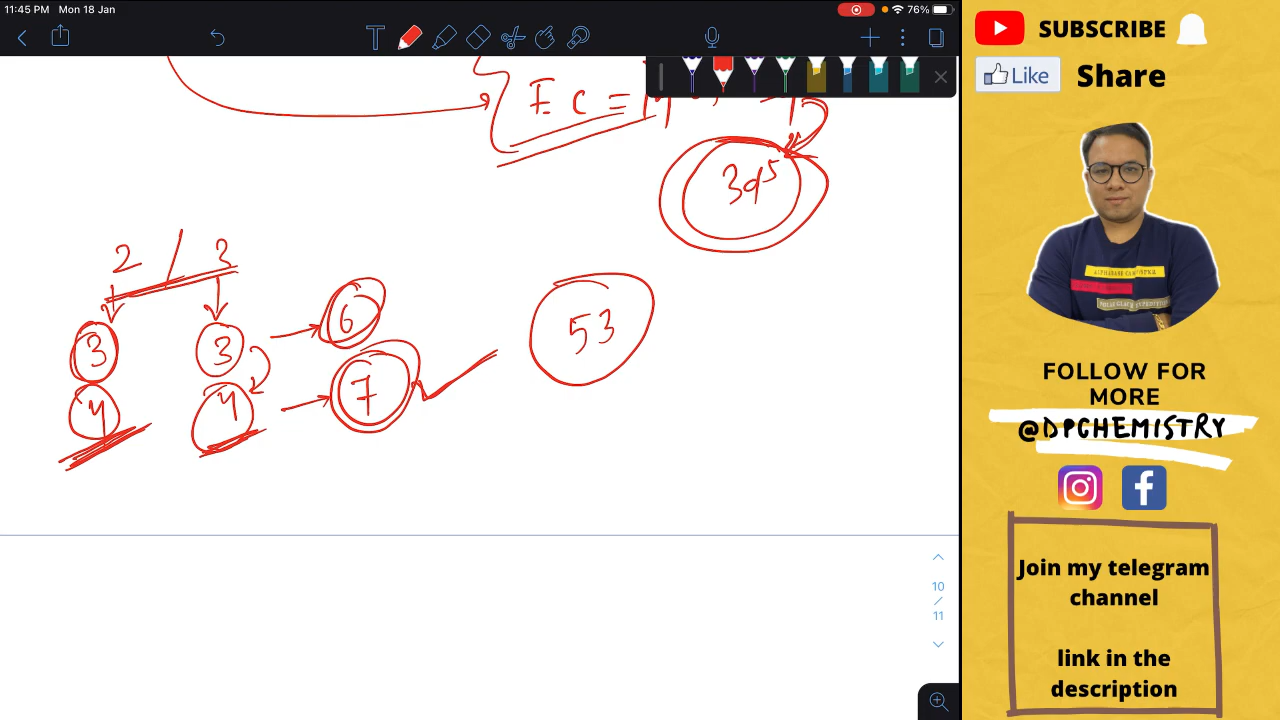 11:45 PM Mon 18 Jan
76%
E C =
3d⁵
2 / 3
3 3 → 6
4 4 → 7
53
10
/
11
SUBSCRIBE
Like Share
FOLLOW FOR
MORE
@DPCHEMISTRY
Join my telegram
channel
link in the
description